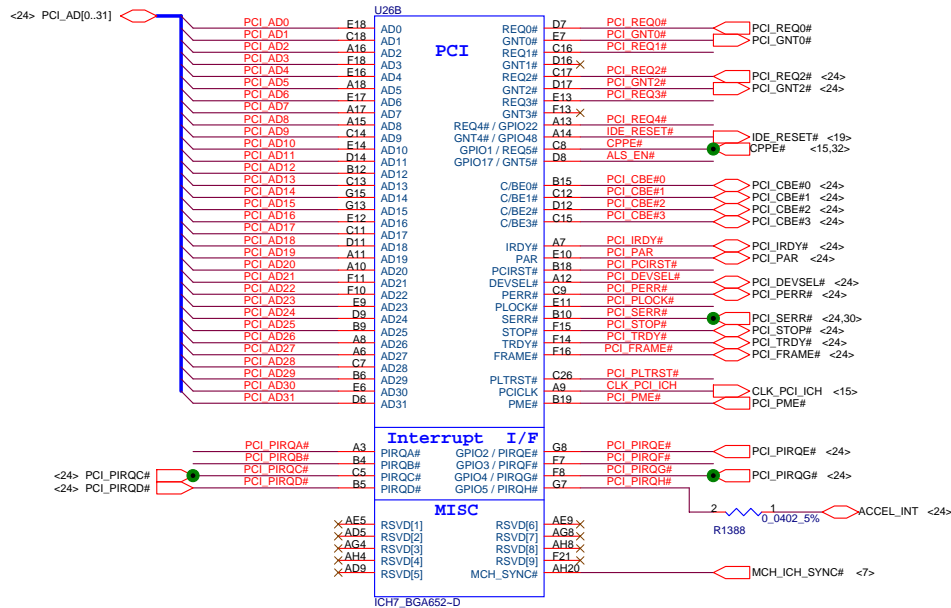 U26B
<24> PCI_AD[0..31]
PCI
PCI_AD0 E18 AD0 REQ0# D7 PCI_REQ0# PCI_REQ0#
PCI_AD1 C18 AD1 GNT0# E7 PCI_GNT0# PCI_GNT0#
PCI_AD2 A16 AD2 REQ1# C16 PCI_REQ1#
PCI_AD3 F18 AD3 GNT1# D16
PCI_AD4 E16 AD4 REQ2# C17 PCI_REQ2# PCI_REQ2# <24>
PCI_AD5 A18 AD5 GNT2# D17 PCI_GNT2# PCI_GNT2# <24>
PCI_AD6 E17 AD6 REQ3# E13 PCI_REQ3#
PCI_AD7 A17 AD7 GNT3# F13
PCI_AD8 A15 AD8 REQ4# / GPIO22 A13 PCI_REQ4#
PCI_AD9 C14 AD9 GNT4# / GPIO48 A14 IDE_RESET# IDE_RESET# <19>
PCI_AD10 E14 AD10 GPIO1 / REQ5# C8 CPPE# CPPE# <15,32>
PCI_AD11 D14 AD11 GPIO17 / GNT5# D8 ALS_EN#
PCI_AD12 B12 AD12
PCI_AD13 C13 AD13 C/BE0# B15 PCI_CBE#0 PCI_CBE#0 <24>
PCI_AD14 G15 AD14 C/BE1# C12 PCI_CBE#1 PCI_CBE#1 <24>
PCI_AD15 G13 AD15 C/BE2# D12 PCI_CBE#2 PCI_CBE#2 <24>
PCI_AD16 E12 AD16 C/BE3# C15 PCI_CBE#3 PCI_CBE#3 <24>
PCI_AD17 C11 AD17
PCI_AD18 D11 AD18 IRDY# A7 PCI_IRDY# PCI_IRDY# <24>
PCI_AD19 A11 AD19 PAR E10 PCI_PAR PCI_PAR <24>
PCI_AD20 A10 AD20 PCIRST# B18 PCI_PCIRST#
PCI_AD21 F11 AD21 DEVSEL# A12 PCI_DEVSEL# PCI_DEVSEL# <24>
PCI_AD22 F10 AD22 PERR# C9 PCI_PERR# PCI_PERR# <24>
PCI_AD23 E9 AD23 PLOCK# E11 PCI_PLOCK#
PCI_AD24 D9 AD24 SERR# B10 PCI_SERR# PCI_SERR# <24,30>
PCI_AD25 B9 AD25 STOP# F15 PCI_STOP# PCI_STOP# <24>
PCI_AD26 A8 AD26 TRDY# F14 PCI_TRDY# PCI_TRDY# <24>
PCI_AD27 A6 AD27 FRAME# F16 PCI_FRAME# PCI_FRAME# <24>
PCI_AD28 C7 AD28
PCI_AD29 B6 AD29 PLTRST# C26 PCI_PLTRST#
PCI_AD30 E6 AD30 PCICLK A9 CLK_PCI_ICH CLK_PCI_ICH <15>
PCI_AD31 D6 AD31 PME# B19 PCI_PME# PCI_PME#
Interrupt I/F
PCI_PIRQA# A3 PIRQA# GPIO2 / PIRQE# G8 PCI_PIRQE# PCI_PIRQE# <24>
PCI_PIRQB# B4 PIRQB# GPIO3 / PIRQF# F7 PCI_PIRQF#
<24> PCI_PIRQC# PCI_PIRQC# C5 PIRQC# GPIO4 / PIRQG# F8 PCI_PIRQG# PCI_PIRQG# <24>
<24> PCI_PIRQD# PCI_PIRQD# B5 PIRQD# GPIO5 / PIRQH# G7 PCI_PIRQH#
MISC
2 1 ACCEL_INT <24>
0_0402_5%
R1388
AE5 RSVD[1] RSVD[6] AE9
AD5 RSVD[2] RSVD[7] AG8
AG4 RSVD[3] RSVD[8] AH8
AH4 RSVD[4] RSVD[9] F21
AD9 RSVD[5] MCH_SYNC# AH20 MCH_ICH_SYNC# <7>
ICH7_BGA652~D